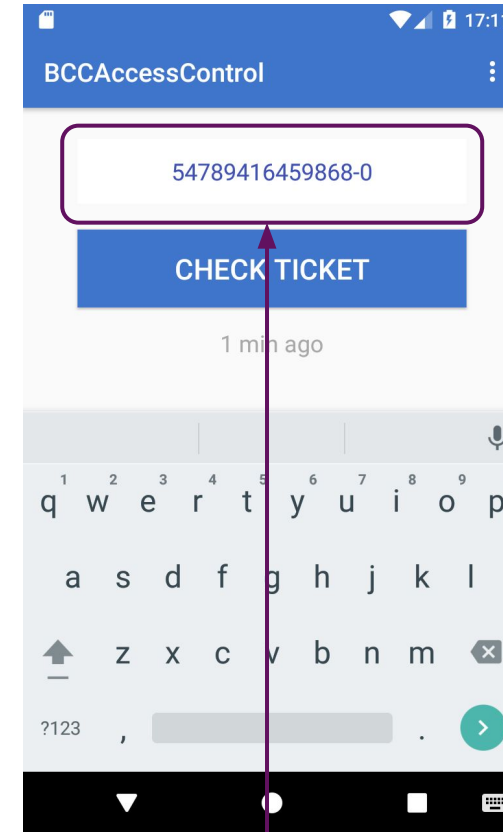 17:11
BCCAccessControl
54789416459868-0
CHECK TICKET
1 min ago
1 2 3 4 5 6 7 8 9
q w e r t y u i o p
a s d f g h j k l
z x c v b n m
?123 , .